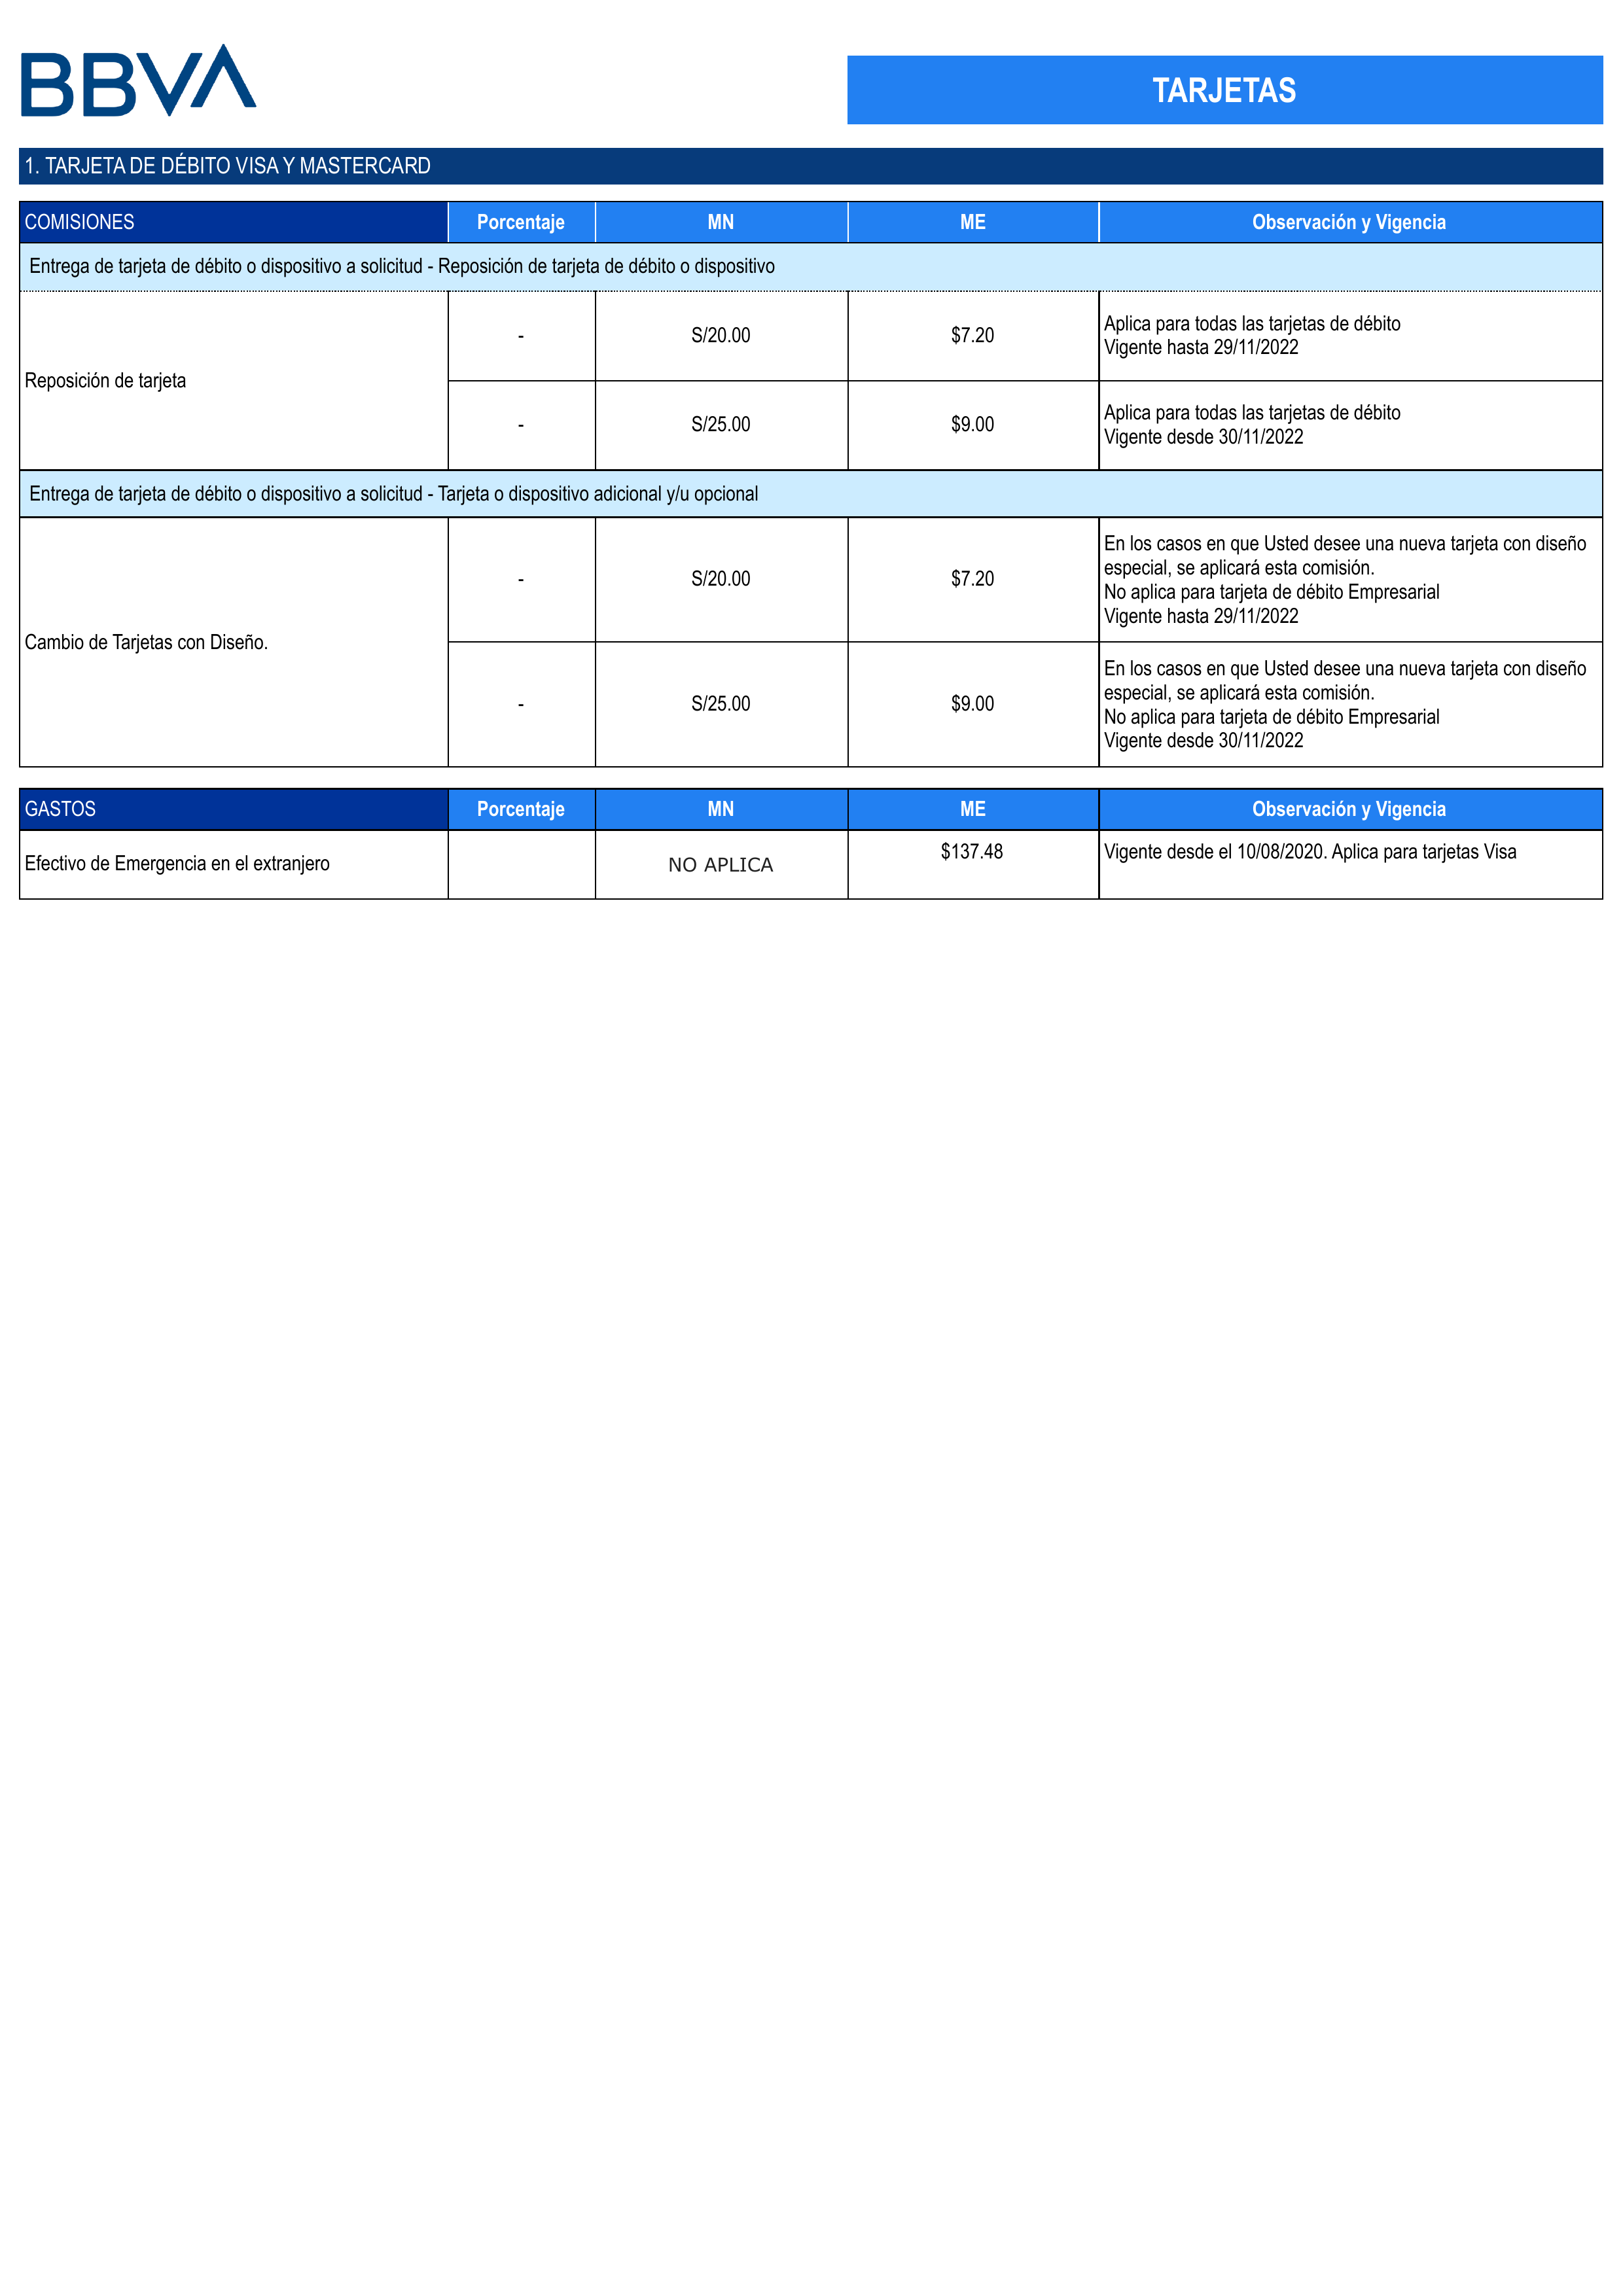 BBVA
TARJETAS
1. TARJETA DE DÉBITO VISA Y MASTERCARD
COMISIONES Porcentaje MN ME Observación y Vigencia
Entrega de tarjeta de débito o dispositivo a solicitud - Reposición de tarjeta de débito o dispositivo
Reposición de tarjeta
- S/20.00 $7.20 Aplica para todas las tarjetas de débito
Vigente hasta 29/11/2022
- S/25.00 $9.00 Aplica para todas las tarjetas de débito
Vigente desde 30/11/2022
Entrega de tarjeta de débito o dispositivo a solicitud - Tarjeta o dispositivo adicional y/u opcional
Cambio de Tarjetas con Diseño.
- S/20.00 $7.20 En los casos en que Usted desee una nueva tarjeta con diseño
especial, se aplicará esta comisión.
No aplica para tarjeta de débito Empresarial
Vigente hasta 29/11/2022
- S/25.00 $9.00 En los casos en que Usted desee una nueva tarjeta con diseño
especial, se aplicará esta comisión.
No aplica para tarjeta de débito Empresarial
Vigente desde 30/11/2022
GASTOS Porcentaje MN ME Observación y Vigencia
Efectivo de Emergencia en el extranjero NO APLICA $137.48 Vigente desde el 10/08/2020. Aplica para tarjetas Visa